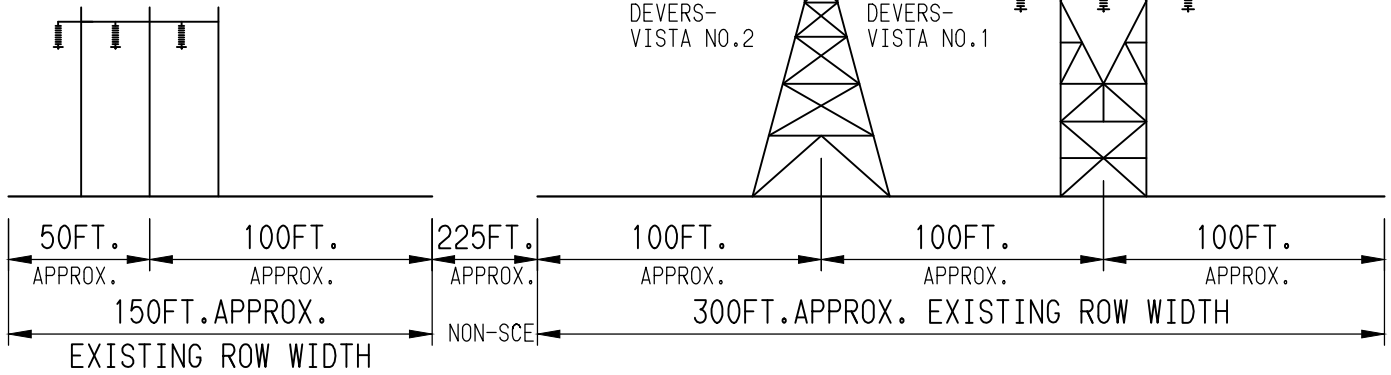 DEVERS-
VISTA NO.2
DEVERS-
VISTA NO.1
50FT.
APPROX.
100FT.
APPROX.
225FT.
APPROX.
100FT.
APPROX.
100FT.
APPROX.
100FT.
APPROX.
150FT.APPROX.
EXISTING ROW WIDTH
NON-SCE
300FT.APPROX. EXISTING ROW WIDTH